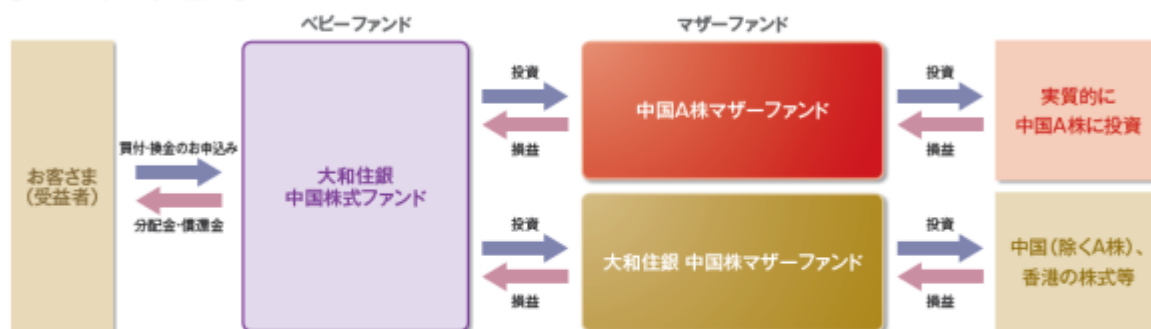 ベビーファンド
マザーファンド
お客さま
(受益者)
買付・換金のお申込み
分配金・償還金
大和住銀
中国株式ファンド
投資
損益
中国A株マザーファンド
投資
損益
実質的に
中国A株に投資
投資
損益
大和住銀 中国株マザーファンド
投資
損益
中国(除くA株)、
香港の株式等